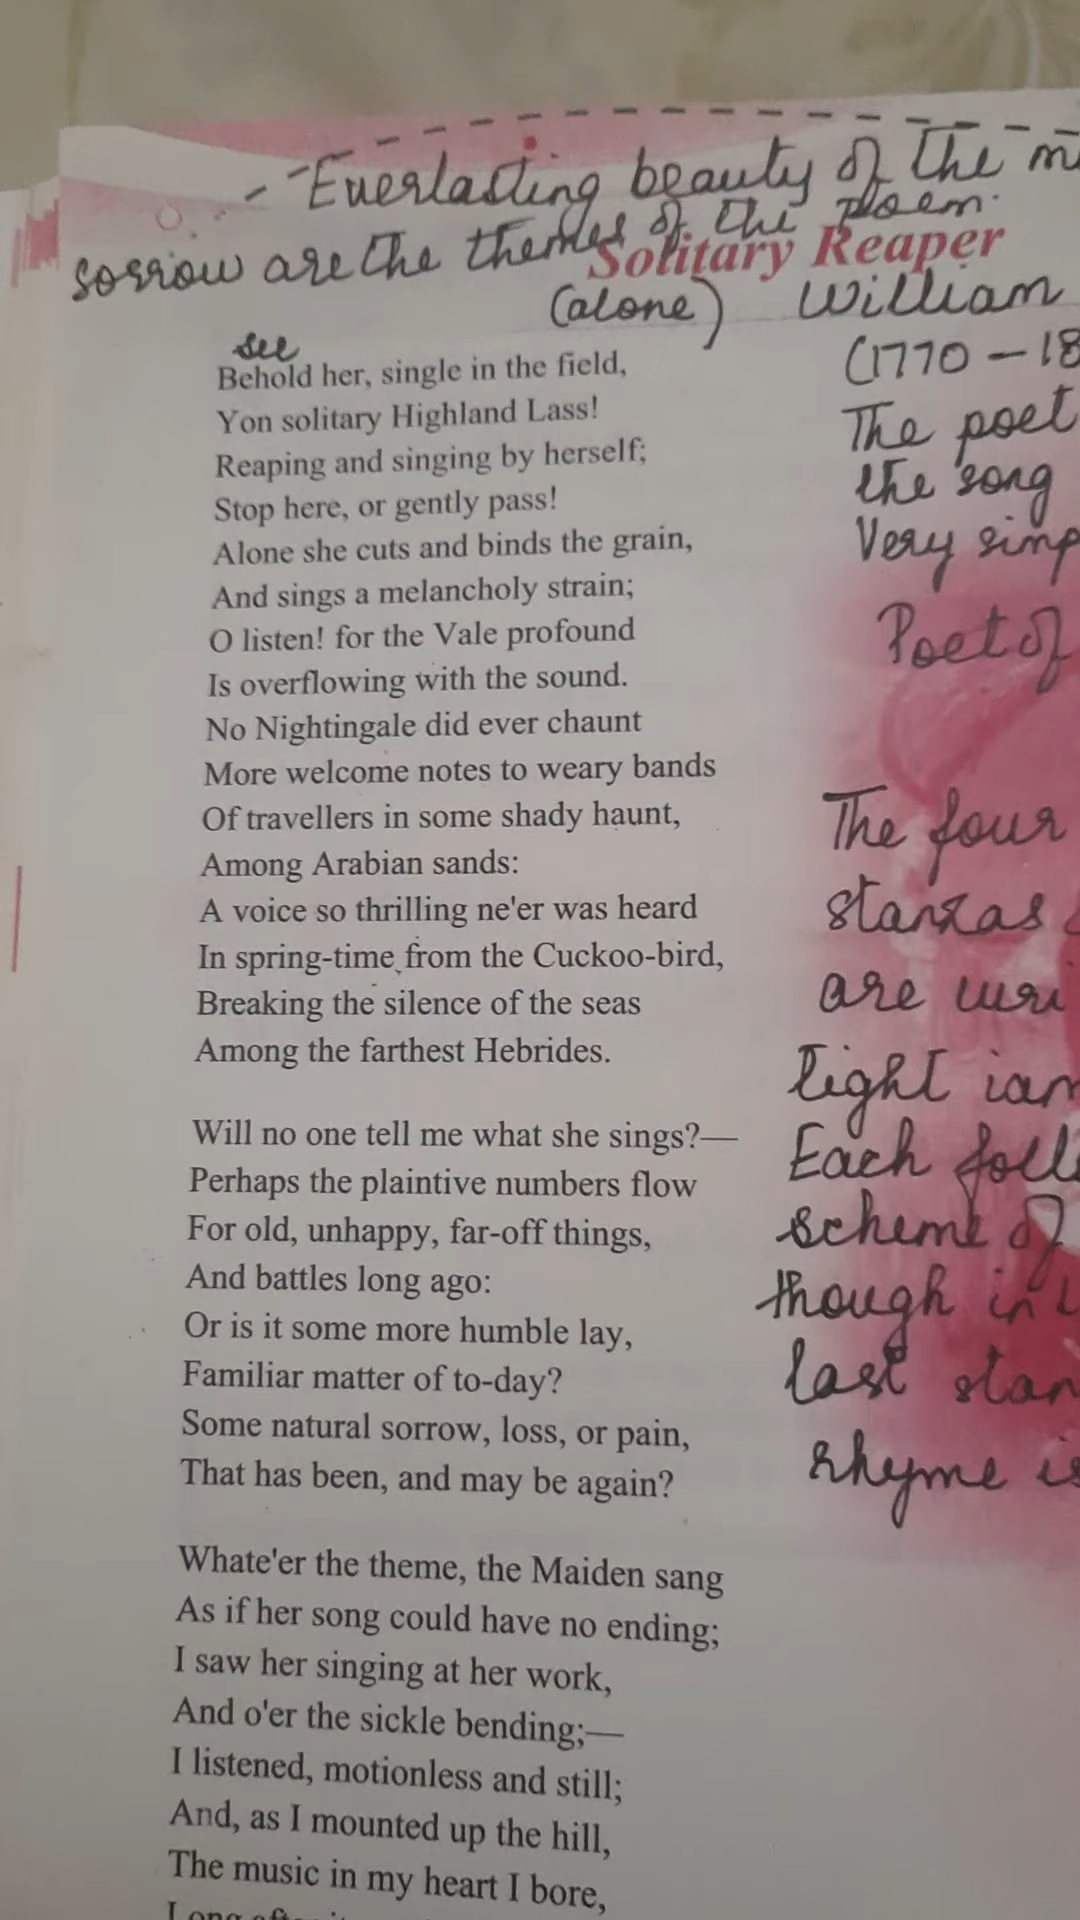 Everlasting beauty of the
sorrow are the themes of the poem.
Solitary Reaper
(alone) William
see
(1770 – 18
Behold her, single in the field,
Yon solitary Highland Lass!
The poet
Reaping and singing by herself;
the song
Stop here, or gently pass!
Very simp
Alone she cuts and binds the grain,
And sings a melancholy strain;
O listen! for the Vale profound
Poet of
Is overflowing with the sound.
No Nightingale did ever chaunt
More welcome notes to weary bands
Of travellers in some shady haunt,
The four
Among Arabian sands:
A voice so thrilling ne'er was heard
stanzas
In spring-time from the Cuckoo-bird,
Breaking the silence of the seas
are wri
Among the farthest Hebrides.
tight iam
Will no one tell me what she sings?—
Each foll
Perhaps the plaintive numbers flow
For old, unhappy, far-off things,
scheme of
And battles long ago:
though in
Or is it some more humble lay,
Familiar matter of to-day?
last stan
Some natural sorrow, loss, or pain,
That has been, and may be again?
rhyme is
Whate'er the theme, the Maiden sang
As if her song could have no ending;
I saw her singing at her work,
And o'er the sickle bending;—
I listened, motionless and still;
And, as I mounted up the hill,
The music in my heart I bore,